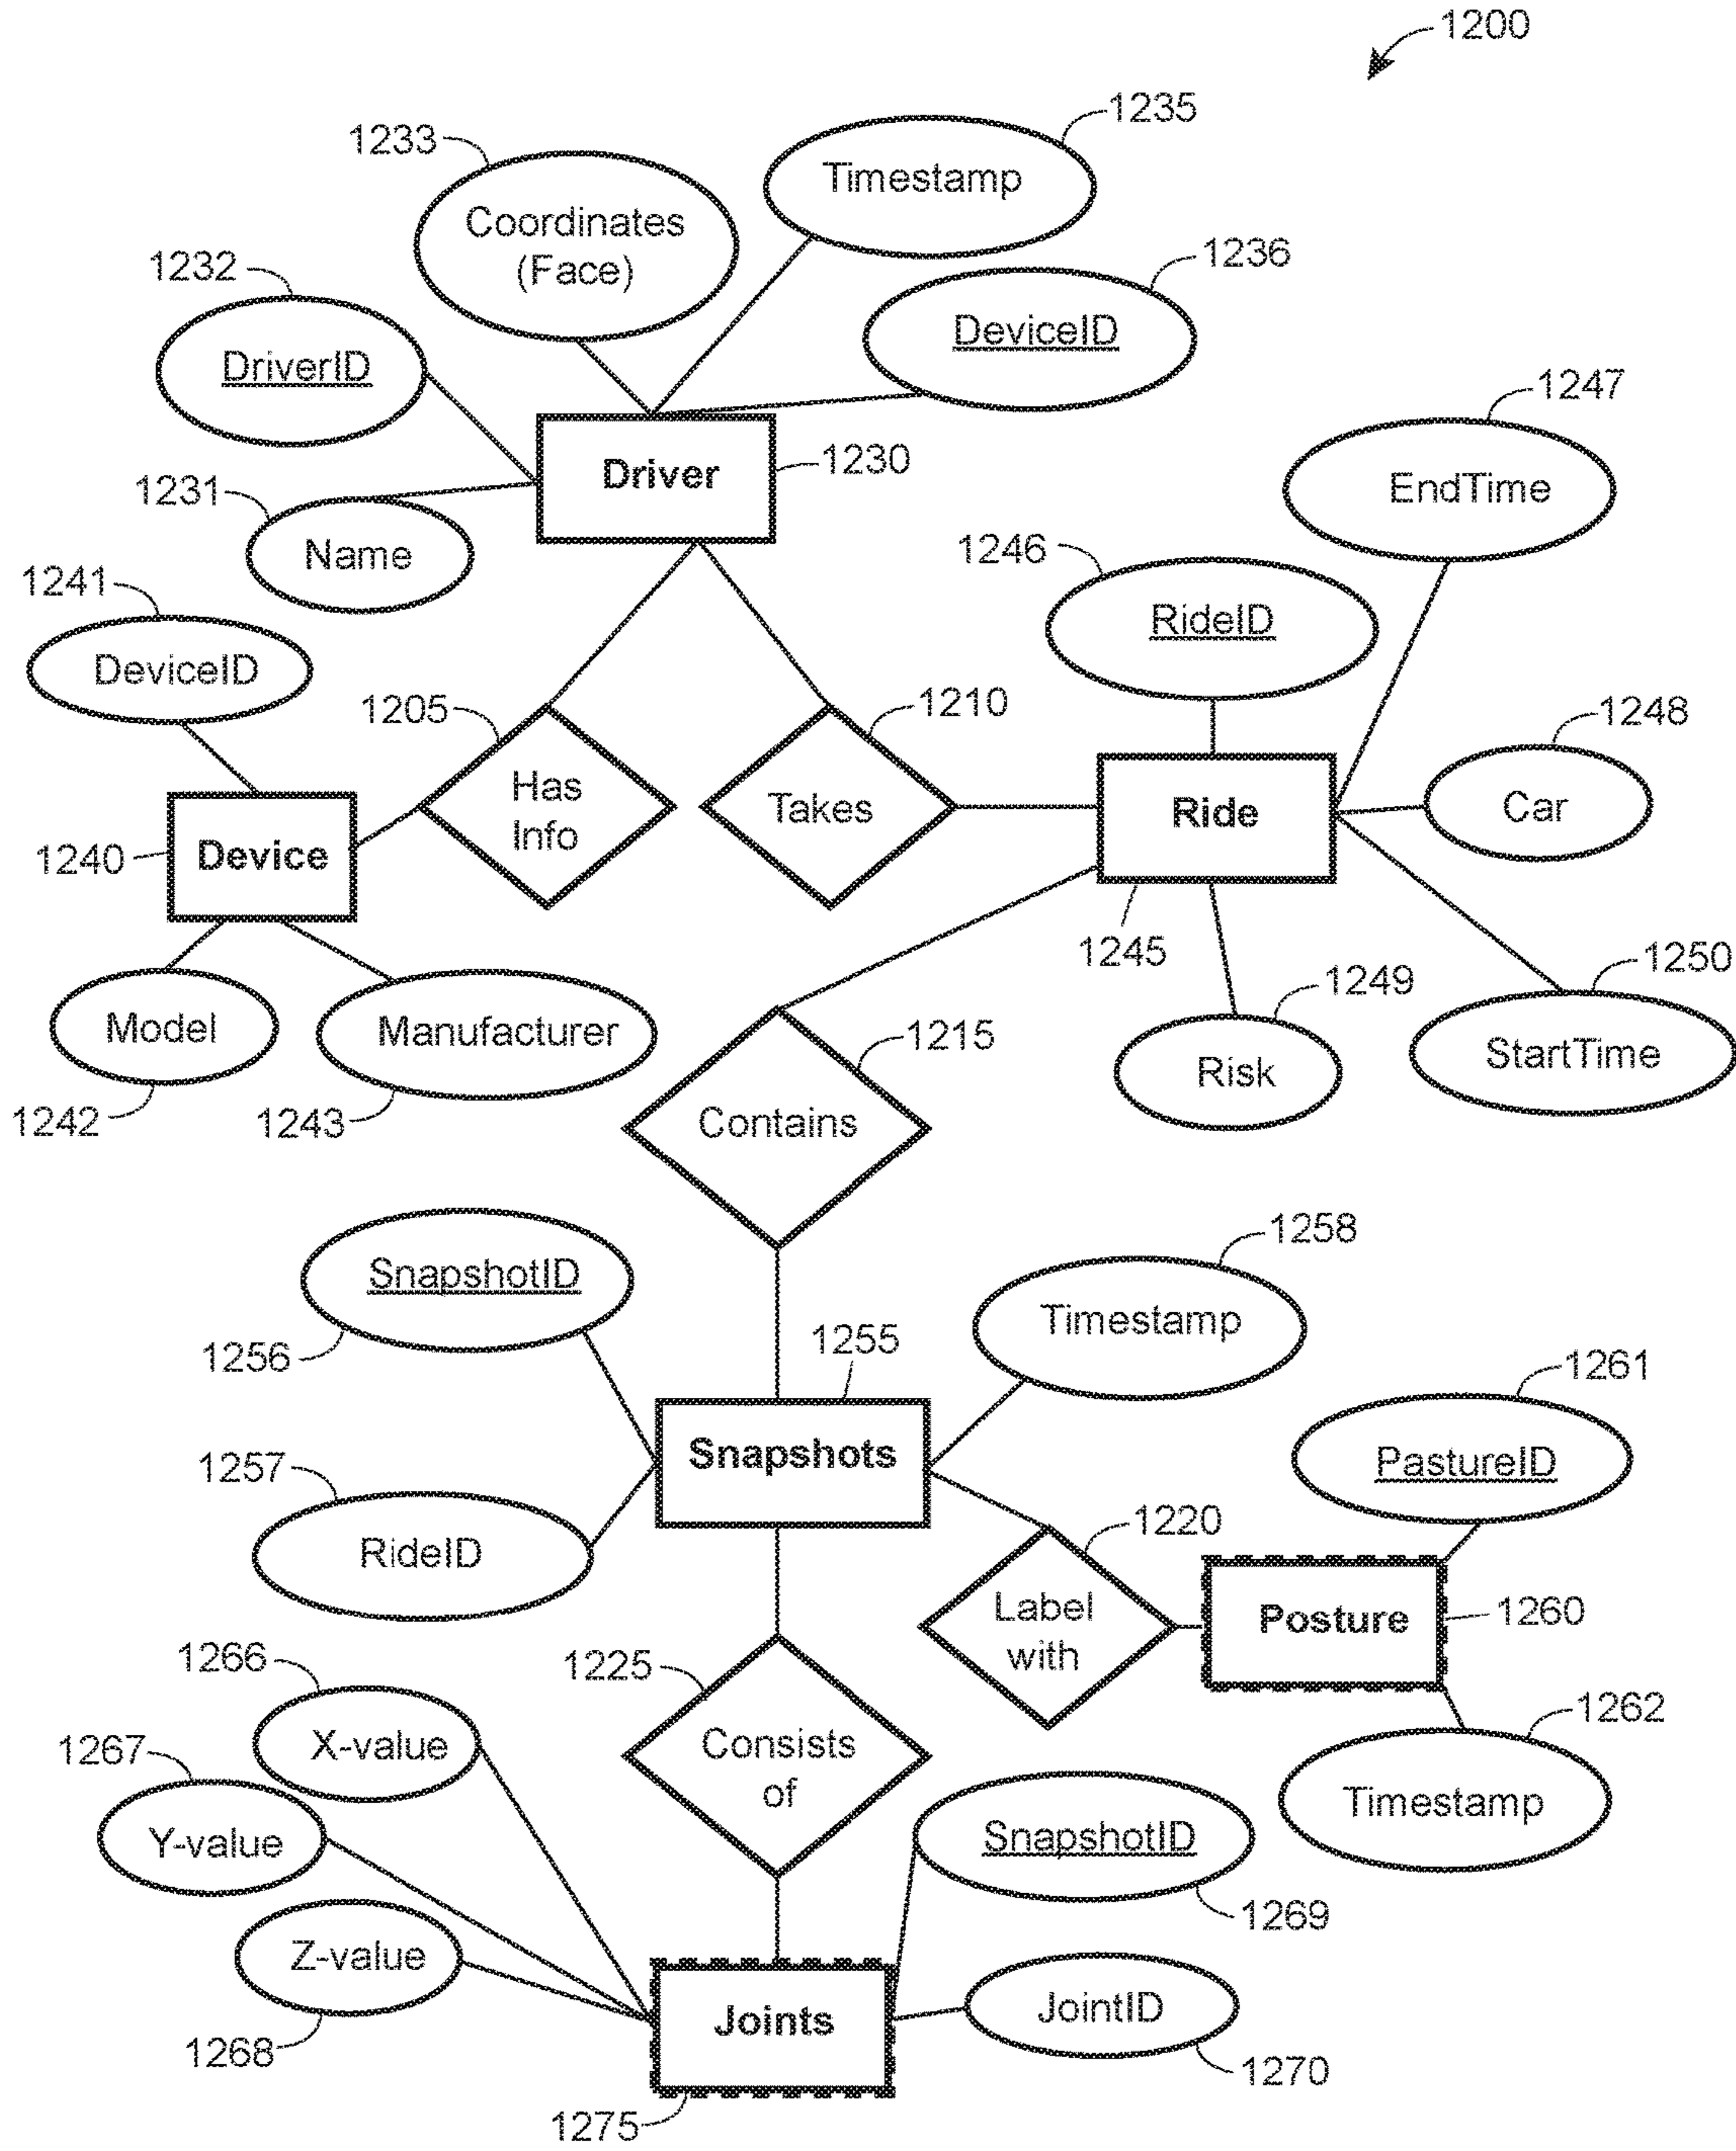 1200
1233
1235
Timestamp
Coordinates
(Face)
1232
1236
DriverID
DeviceID
1247
1231
Driver
1230
EndTime
Name
1246
1241
RideID
DeviceID
1205
1210
1248
Has
Info
Takes
Ride
Car
1240
Device
1245
1249
1250
Model
Manufacturer
1215
Risk
StartTime
1242
1243
Contains
1258
SnapshotID
Timestamp
1256
1255
1261
Snapshots
PastureID
1257
1220
RideID
Label
with
Posture
1260
1266
1225
X-value
1262
1267
Consists
of
Y-value
SnapshotID
Timestamp
1269
Z-value
Joints
JointID
1268
1270
1275